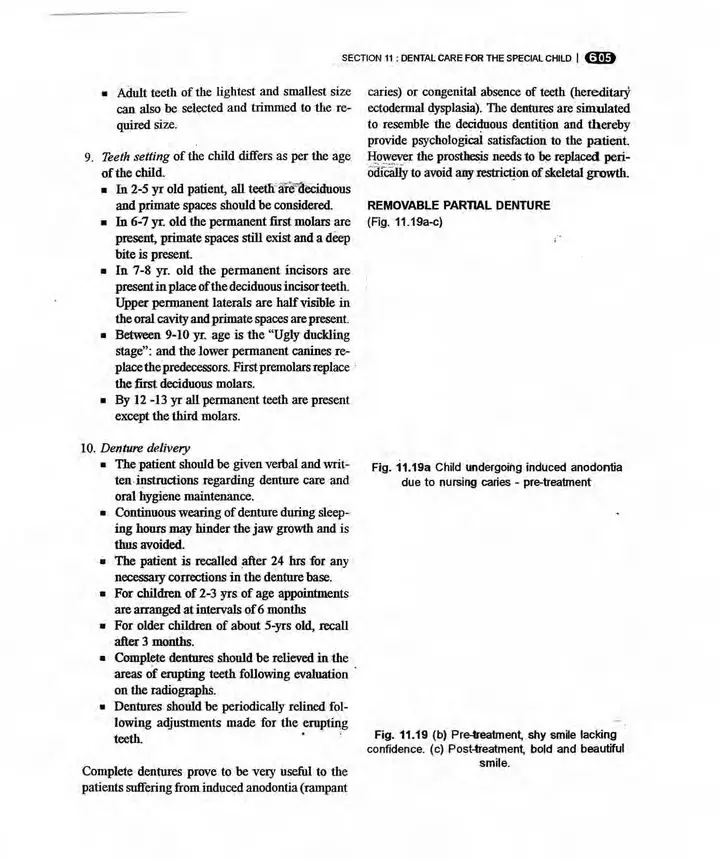 SECTION 11 : DENTAL CARE FOR THE SPECIAL CHILD | 605
■ Adult teeth of the lightest and smallest size
can also be selected and trimmed to the re-
quired size.
9. Teeth setting of the child differs as per the age
of the child.
■ In 2-5 yr old patient, all teeth are deciduous
and primate spaces should be considered.
■ In 6-7 yr. old the permanent first molars are
present, primate spaces still exist and a deep
bite is present.
■ In 7-8 yr. old the permanent incisors are
present in place of the deciduous incisor teeth.
Upper permanent laterals are half visible in
the oral cavity and primate spaces are present.
■ Between 9-10 yr. age is the “Ugly duckling
stage”: and the lower permanent canines re-
place the predecessors. First premolars replace
the first deciduous molars.
■ By 12 -13 yr all permanent teeth are present
except the third molars.
10. Denture delivery
■ The patient should be given verbal and writ-
ten instructions regarding denture care and
oral hygiene maintenance.
■ Continuous wearing of denture during sleep-
ing hours may hinder the jaw growth and is
thus avoided.
■ The patient is recalled after 24 hrs for any
necessary corrections in the denture base.
■ For children of 2-3 yrs of age appointments
are arranged at intervals of 6 months
■ For older children of about 5-yrs old, recall
after 3 months.
■ Complete dentures should be relieved in the
areas of erupting teeth following evaluation
on the radiographs.
■ Dentures should be periodically relined fol-
lowing adjustments made for the erupting
teeth.
Complete dentures prove to be very useful to the
patients suffering from induced anodontia (rampant
caries) or congenital absence of teeth (hereditary
ectodermal dysplasia). The dentures are simulated
to resemble the deciduous dentition and thereby
provide psychological satisfaction to the patient.
However the prosthesis needs to be replaced peri-
odically to avoid any restriction of skeletal growth.
REMOVABLE PARTIAL DENTURE
(Fig. 11.19a-c)
Fig. 11.19a Child undergoing induced anodontia
due to nursing caries - pre-treatment
Fig. 11.19 (b) Pre-treatment, shy smile lacking
confidence. (c) Post-treatment, bold and beautiful
smile.